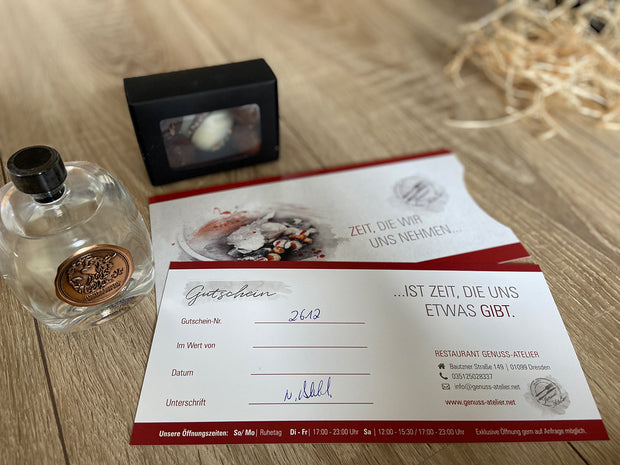 ZEIT, DIE WIR
UNS NEHMEN...
Gutschein
...IST ZEIT, DIE UNS
ETWAS GIBT.
Gutschein-Nr. 2612
Im Wert von
Datum
Unterschrift
RESTAURANT GENUSS-ATELIER
Bautzner Straße 149 | 01099 Dresden
035125028337
info@genuss-atelier.net
www.genuss-atelier.net
Unsere Öffnungszeiten: So/ Mo | Ruhetag Di - Fr | 17:00 - 23:00 Uhr Sa | 12:00 - 15:30 / 17:00 - 23:00 Uhr Exklusive Öffnung gern auf Anfrage möglich.